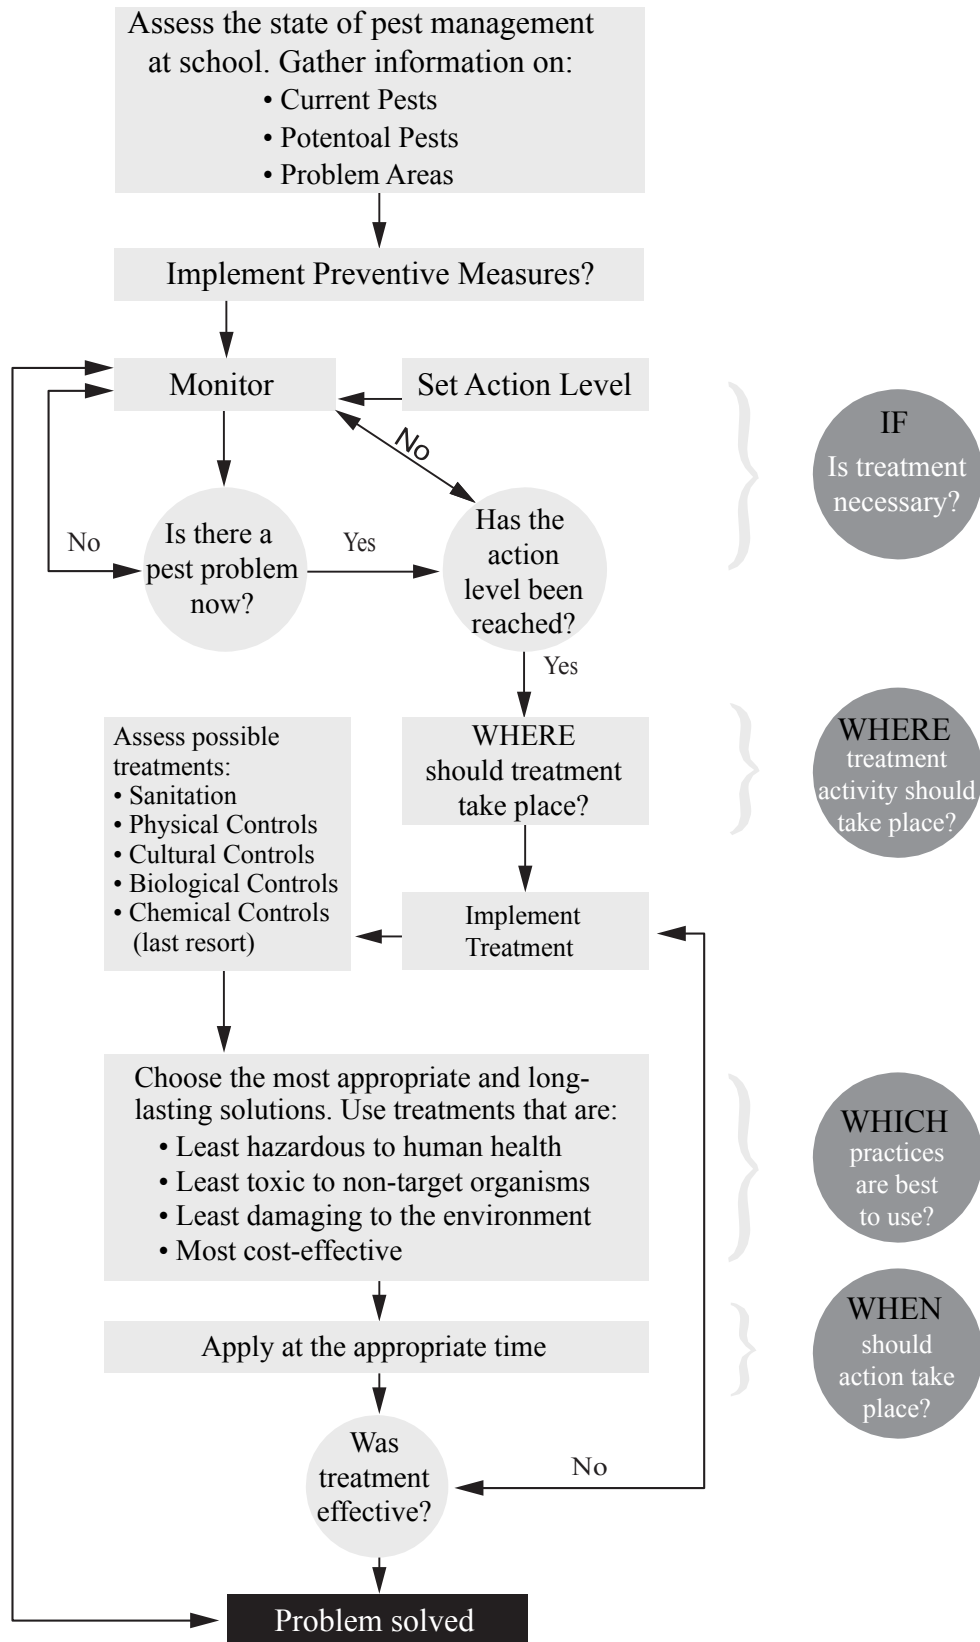 Assess the state of pest management
at school. Gather information on:
• Current Pests
• Potentoal Pests
• Problem Areas
Implement Preventive Measures?
Monitor
Set Action Level
No
IF
Is treatment
necessary?
No
Is there a
pest problem
now?
Yes
Has the
action
level been
reached?
Yes
Assess possible
treatments:
• Sanitation
• Physical Controls
• Cultural Controls
• Biological Controls
• Chemical Controls
(last resort)
WHERE
should treatment
take place?
WHERE
treatment
activity should
take place?
Implement
Treatment
Choose the most appropriate and long-
lasting solutions. Use treatments that are:
• Least hazardous to human health
• Least toxic to non-target organisms
• Least damaging to the environment
• Most cost-effective
WHICH
practices
are best
to use?
Apply at the appropriate time
WHEN
should
action take
place?
Was
treatment
effective?
No
Problem solved